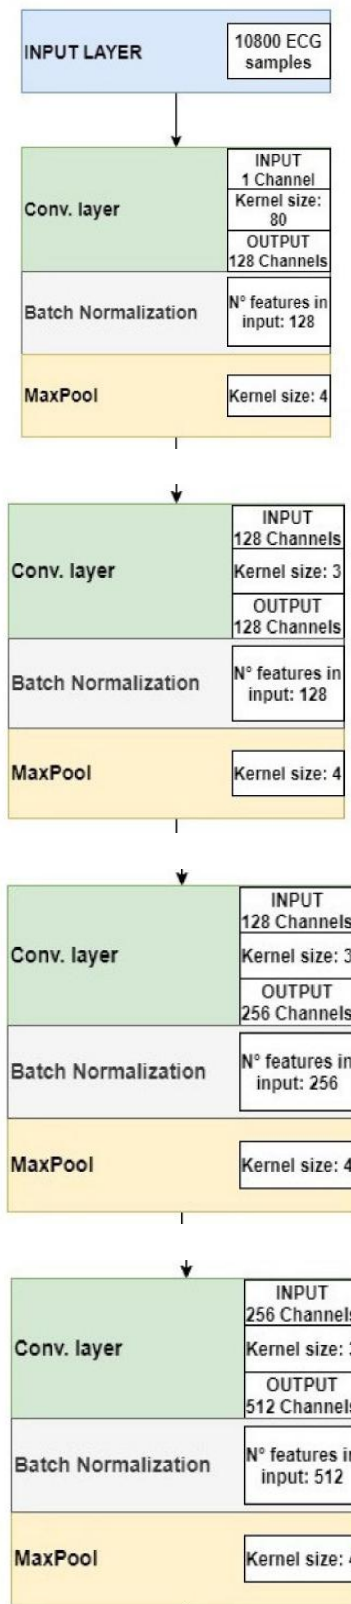 INPUT LAYER
10800 ECG
samples
Conv. layer
INPUT
1 Channel
Kernel size:
80
OUTPUT
128 Channels
Batch Normalization
N° features in
input: 128
MaxPool
Kernel size: 4
Conv. layer
INPUT
128 Channels
Kernel size: 3
OUTPUT
128 Channels
Batch Normalization
N° features in
input: 128
MaxPool
Kernel size: 4
Conv. layer
INPUT
128 Channels
Kernel size: 3
OUTPUT
256 Channels
Batch Normalization
N° features in
input: 256
MaxPool
Kernel size: 4
Conv. layer
INPUT
256 Channels
Kernel size: 3
OUTPUT
512 Channels
Batch Normalization
N° features in
input: 512
MaxPool
Kernel size: 4